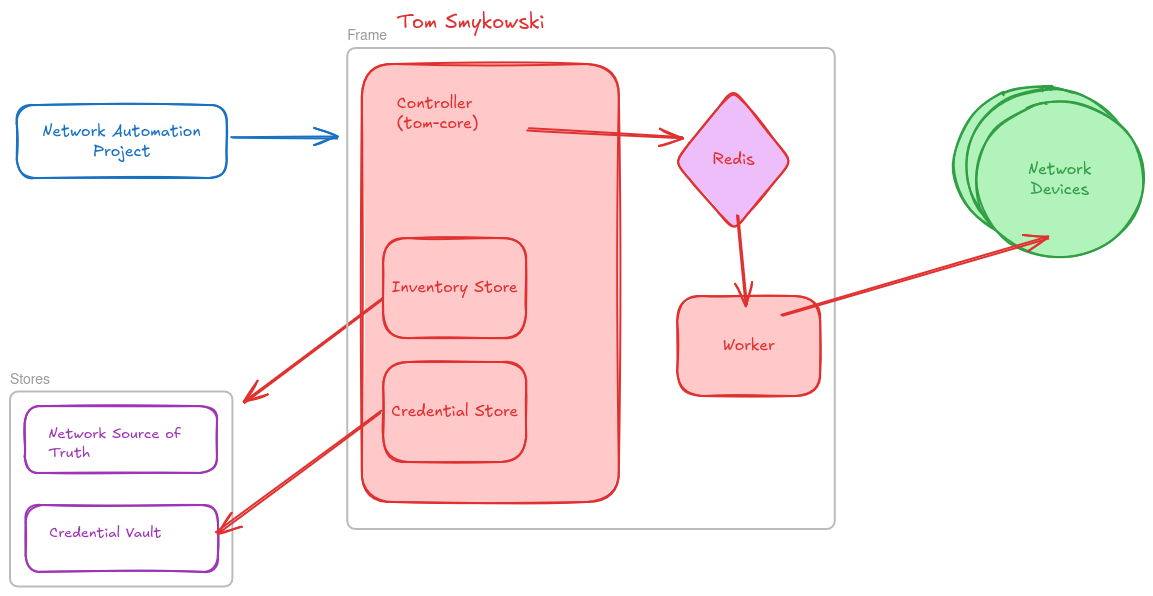 Tom Smykowski
Frame
Controller
(tom-core)
Network Automation
Project
Redis
Network
Devices
Inventory Store
Worker
Stores
Credential Store
Network Source of
Truth
Credential Vault